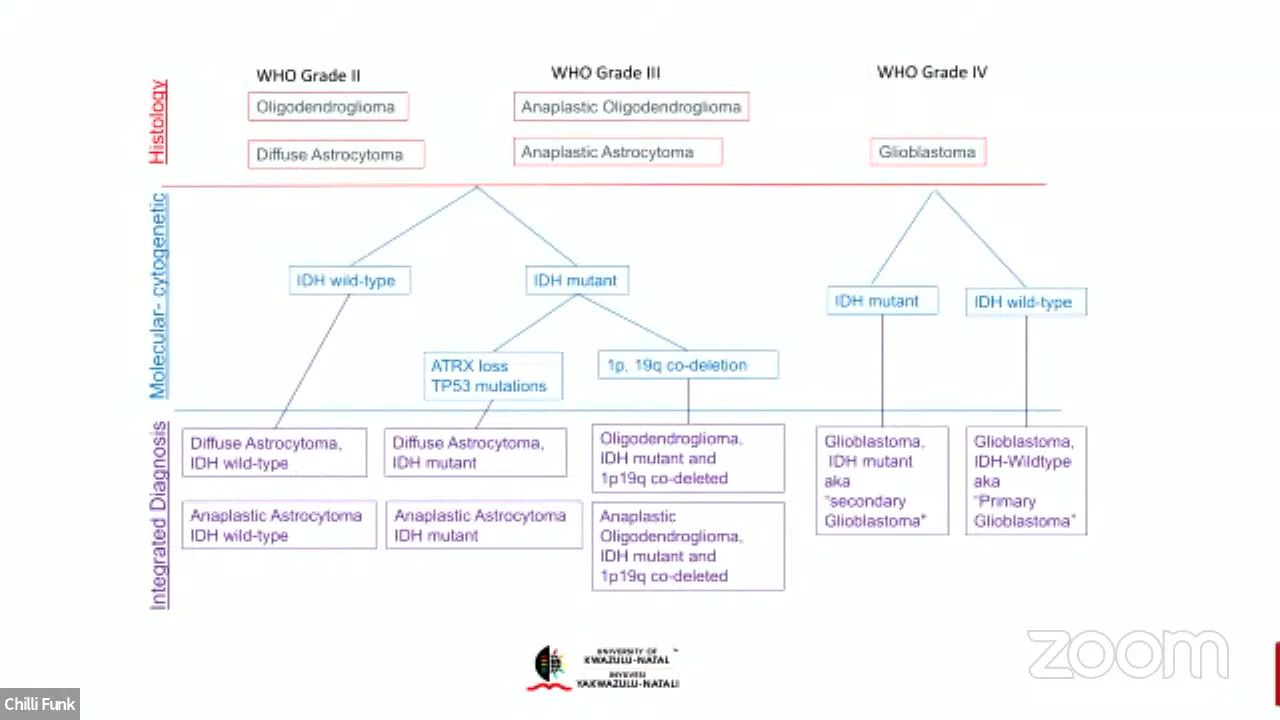 WHO Grade II
WHO Grade III
WHO Grade IV
Histology
Oligodendroglioma
Anaplastic Oligodendroglioma
Diffuse Astrocytoma
Anaplastic Astrocytoma
Glioblastoma
Molecular- cytogenetic
IDH wild-type
IDH mutant
IDH mutant
IDH wild-type
ATRX loss
TP53 mutations
1p, 19q co-deletion
Integrated Diagnosis
Diffuse Astrocytoma,
IDH wild-type
Diffuse Astrocytoma,
IDH mutant
Oligodendroglioma,
IDH mutant and
1p19q co-deleted
Glioblastoma,
IDH mutant
aka
"secondary
Glioblastoma"
Glioblastoma,
IDH-Wildtype
aka
"Primary
Glioblastoma"
Anaplastic Astrocytoma
IDH wild-type
Anaplastic Astrocytoma
IDH mutant
Anaplastic
Oligodendroglioma,
IDH mutant and
1p19q co-deleted
UNIVERSITY OF
KWAZULU-NATAL
INYUVESI
YAKWAZULU-NATALI
zoom
Chilli Funk